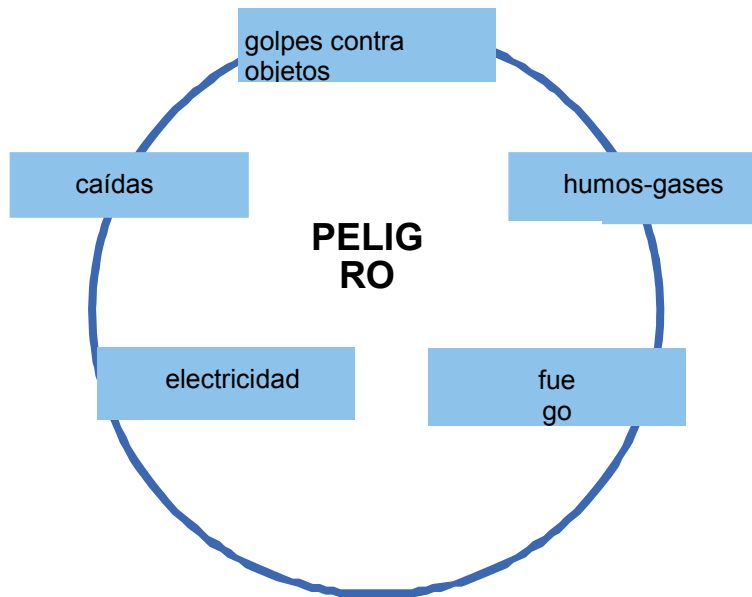 golpes contra
objetos
caídas
humos-gases
PELIG
RO
electricidad
fue
go